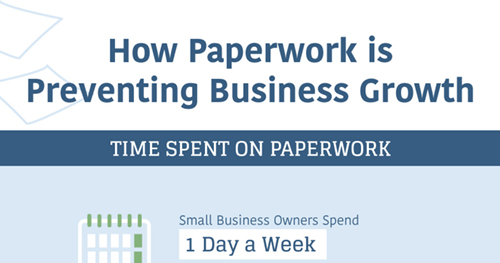 How Paperwork is
Preventing Business Growth
TIME SPENT ON PAPERWORK
Small Business Owners Spend
1 Day a Week